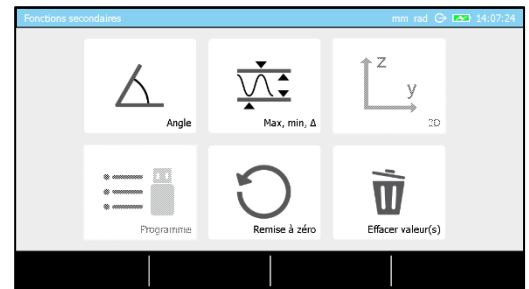 Fonctions secondaires mm rad 14:07:24
Z
y
Angle Max, min, Δ 2D
Programme Remise à zéro Effacer valeur(s)